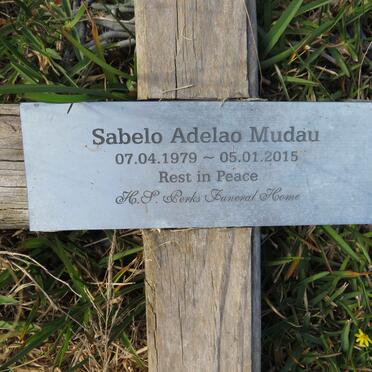 Sabelo Adelao Mudau
07.04.1979 ~ 05.01.2015
Rest in Peace
H.S. Perks Funeral Home